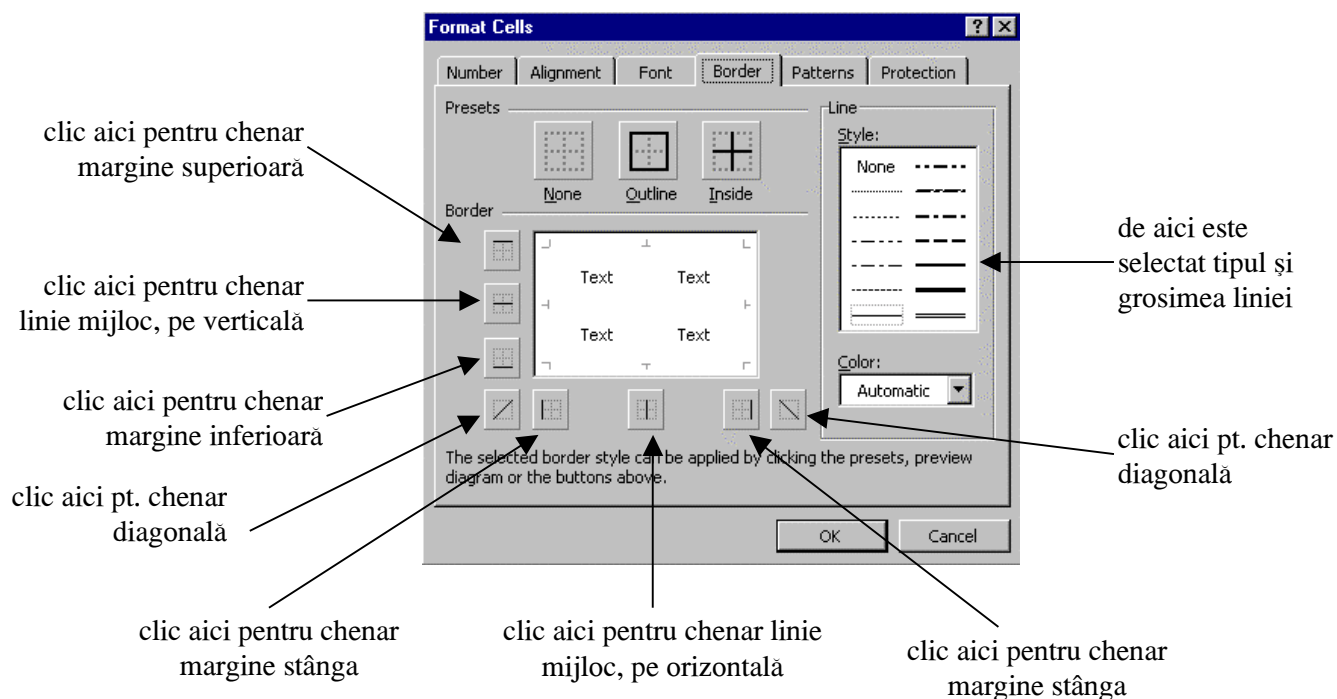 Format Cells
Number Alignment Font Border Patterns Protection
Presets
None Outline Inside
Border
Text Text
Text Text
Line
Style:
None
Color:
Automatic
The selected border style can be applied by clicking the presets, preview
diagram or the buttons above.
OK Cancel
clic aici pentru chenar
margine superioară
clic aici pentru chenar
linie mijloc, pe verticală
clic aici pentru chenar
margine inferioară
clic aici pt. chenar
diagonală
de aici este
selectat tipul şi
grosimea liniei
clic aici pt. chenar
diagonală
clic aici pentru chenar
margine stânga
clic aici pentru chenar linie
mijloc, pe orizontală
clic aici pentru chenar
margine stânga